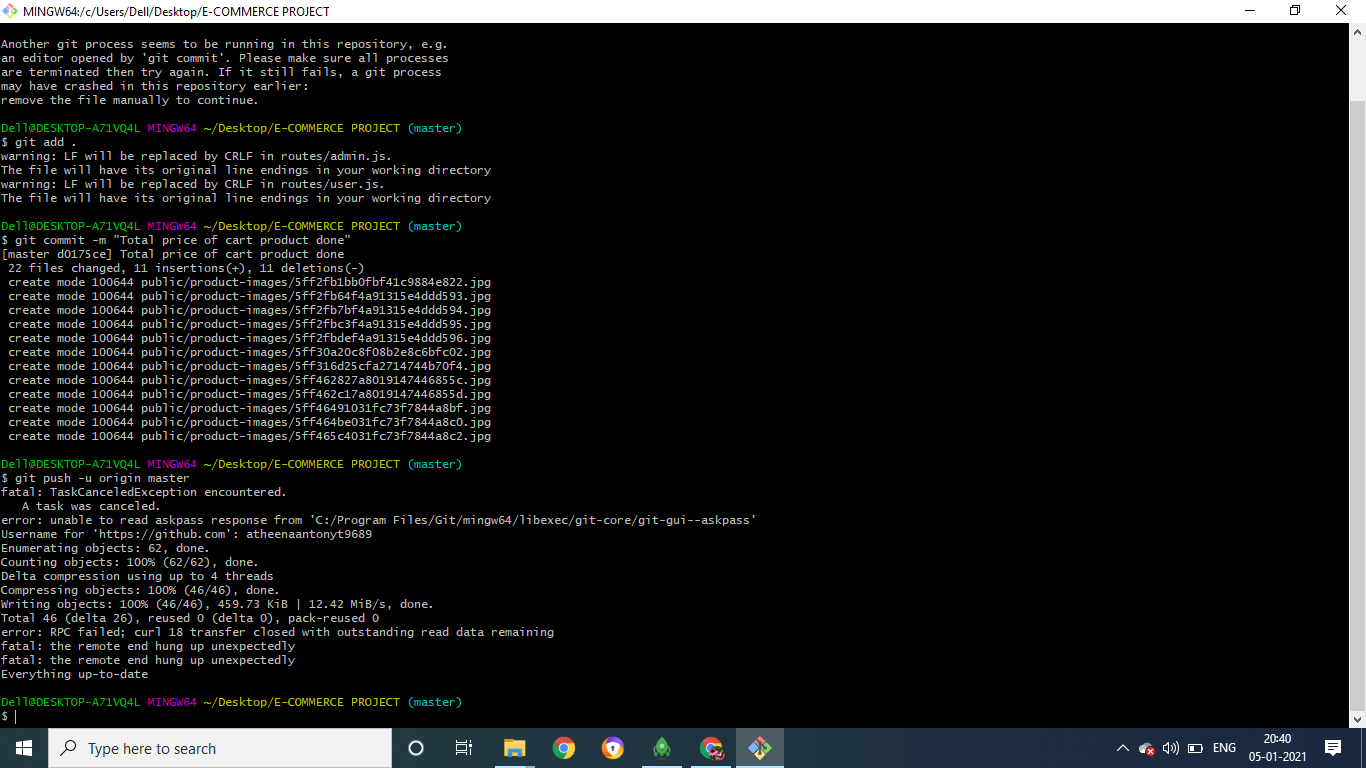 MINGW64:/c/Users/Dell/Desktop/E-COMMERCE PROJECT
Another git process seems to be running in this repository, e.g.
an editor opened by 'git commit'. Please make sure all processes
are terminated then try again. If it still fails, a git process
may have crashed in this repository earlier:
remove the file manually to continue.
Dell@DESKTOP-A71VQ4L MINGW64 ~/Desktop/E-COMMERCE PROJECT (master)
$ git add .
warning: LF will be replaced by CRLF in routes/admin.js.
The file will have its original line endings in your working directory
warning: LF will be replaced by CRLF in routes/user.js.
The file will have its original line endings in your working directory
Dell@DESKTOP-A71VQ4L MINGW64 ~/Desktop/E-COMMERCE PROJECT (master)
$ git commit -m "Total price of cart product done"
[master d0175ce] Total price of cart product done
22 files changed, 11 insertions(+), 11 deletions(-)
create mode 100644 public/product-images/5ff2fb1bb0fbf41c9884e822.jpg
create mode 100644 public/product-images/5ff2fb64f4a91315e4ddd593.jpg
create mode 100644 public/product-images/5ff2fb7bf4a91315e4ddd594.jpg
create mode 100644 public/product-images/5ff2fbc3f4a91315e4ddd595.jpg
create mode 100644 public/product-images/5ff2fbdef4a91315e4ddd596.jpg
create mode 100644 public/product-images/5ff30a20c8f08b2e8c6bfc02.jpg
create mode 100644 public/product-images/5ff316d25cfa2714744b70f4.jpg
create mode 100644 public/product-images/5ff462827a8019147446855c.jpg
create mode 100644 public/product-images/5ff462c17a8019147446855d.jpg
create mode 100644 public/product-images/5ff46491031fc73f7844a8bf.jpg
create mode 100644 public/product-images/5ff464be031fc73f7844a8c0.jpg
create mode 100644 public/product-images/5ff465c4031fc73f7844a8c2.jpg
Dell@DESKTOP-A71VQ4L MINGW64 ~/Desktop/E-COMMERCE PROJECT (master)
$ git push -u origin master
fatal: TaskCanceledException encountered.
A task was canceled.
error: unable to read askpass response from 'C:/Program Files/Git/mingw64/libexec/git-core/git-gui--askpass'
Username for 'https://github.com': atheenaantonyt9689
Enumerating objects: 62, done.
Counting objects: 100% (62/62), done.
Delta compression using up to 4 threads
Compressing objects: 100% (46/46), done.
Writing objects: 100% (46/46), 459.73 KiB | 12.42 MiB/s, done.
Total 46 (delta 26), reused 0 (delta 0), pack-reused 0
error: RPC failed; curl 18 transfer closed with outstanding read data remaining
fatal: the remote end hung up unexpectedly
fatal: the remote end hung up unexpectedly
Everything up-to-date
Dell@DESKTOP-A71VQ4L MINGW64 ~/Desktop/E-COMMERCE PROJECT (master)
$
Type here to search
ENG
20:40
05-01-2021